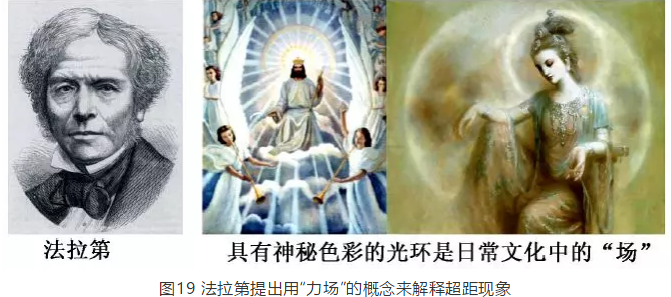 法拉第
具有神秘色彩的光环是日常文化中的“场”
图19 法拉第提出用“力场”的概念来解释超距现象